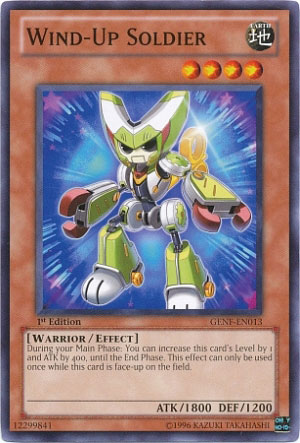 WIND-UP SOLDIER
EARTH
地
1st Edition
GENF-EN013
[WARRIOR / EFFECT]
During your Main Phase: You can increase this card's Level by 1
and ATK by 400, until the End Phase. This effect can only be used
once while this card is face-up on the field.
ATK/1800 DEF/1200
12299841
©1996 KAZUKI TAKAHASHI